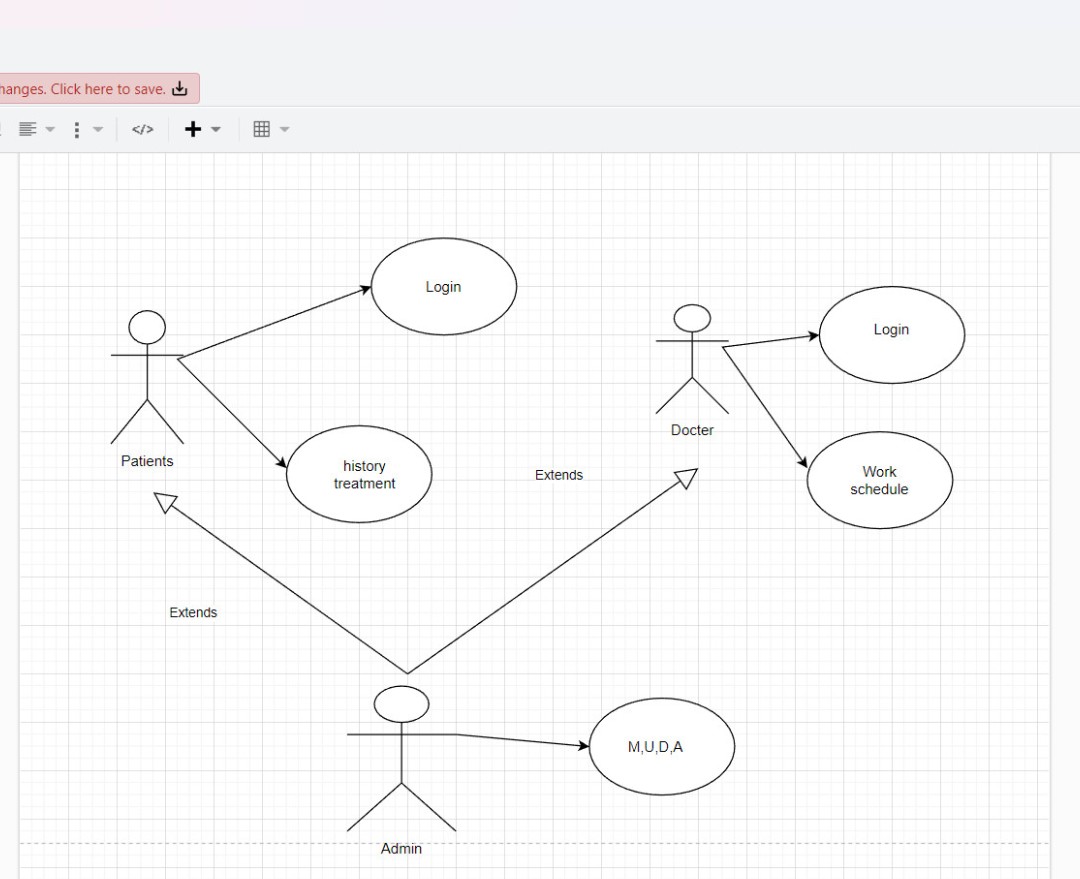 hanges. Click here to save.
</>
Login
Login
Docter
Patients
history
treatment
Extends
Work
schedule
Extends
M,U,D,A
Admin